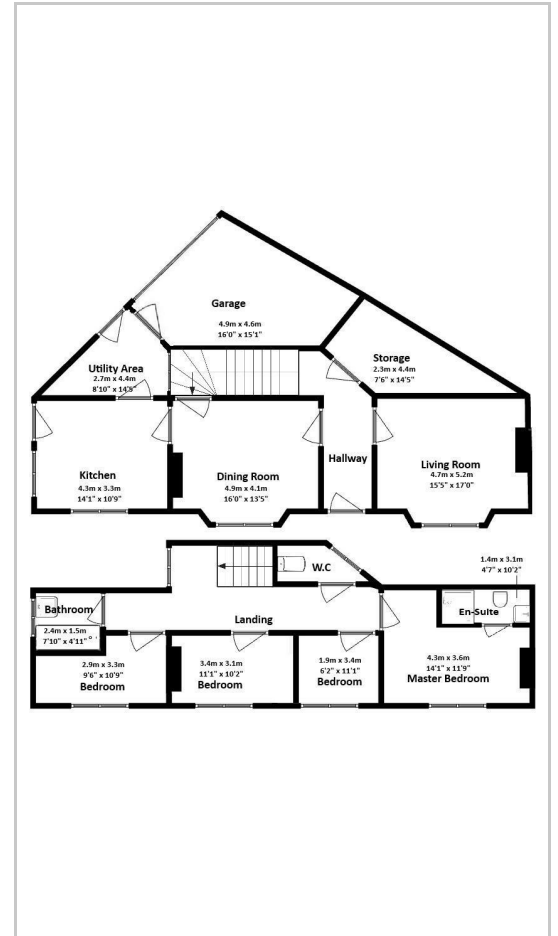 Garage
4.9m x 4.6m
16'0" x 15'1"
Storage
2.3m x 4.4m
7'6" x 14'5"
Utility Area
2.7m x 4.4m
8'10" x 14'5"
Kitchen
4.3m x 3.3m
14'1" x 10'9"
Dining Room
4.9m x 4.1m
16'0" x 13'5"
Hallway
Living Room
4.7m x 5.2m
15'5" x 17'0"
W.C
1.4m x 3.1m
4'7" x 10'2"
Bathroom
2.4m x 1.5m
7'10" x 4'11"
Landing
En-Suite
2.9m x 3.3m
9'6" x 10'9"
Bedroom
3.4m x 3.1m
11'1" x 10'2"
Bedroom
1.9m x 3.4m
6'2" x 11'1"
Bedroom
4.3m x 3.6m
14'1" x 11'9"
Master Bedroom